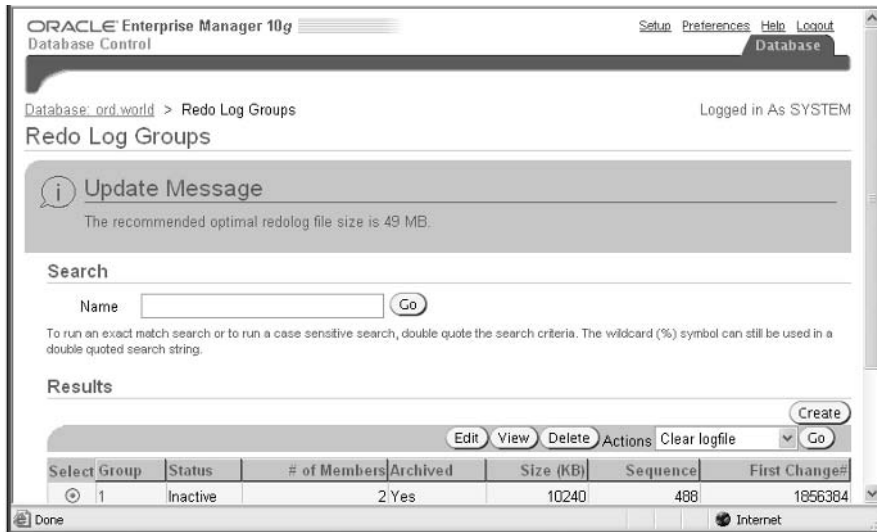 ORACLE Enterprise Manager 10g
Database Control
Setup Preferences Help Logout
Database
Database: ord.world > Redo Log Groups
Logged in As SYSTEM
Redo Log Groups
i Update Message
The recommended optimal redolog file size is 49 MB.
Search
Name Go
To run an exact match search or to run a case sensitive search, double quote the search criteria. The wildcard (%) symbol can still be used in a
double quoted search string.
Results
Create
Edit View Delete Actions Clear logfile Go
Select Group Status # of Members Archived Size (KB) Sequence First Change#
1 Inactive 2 Yes 10240 488 1856384
Done Internet